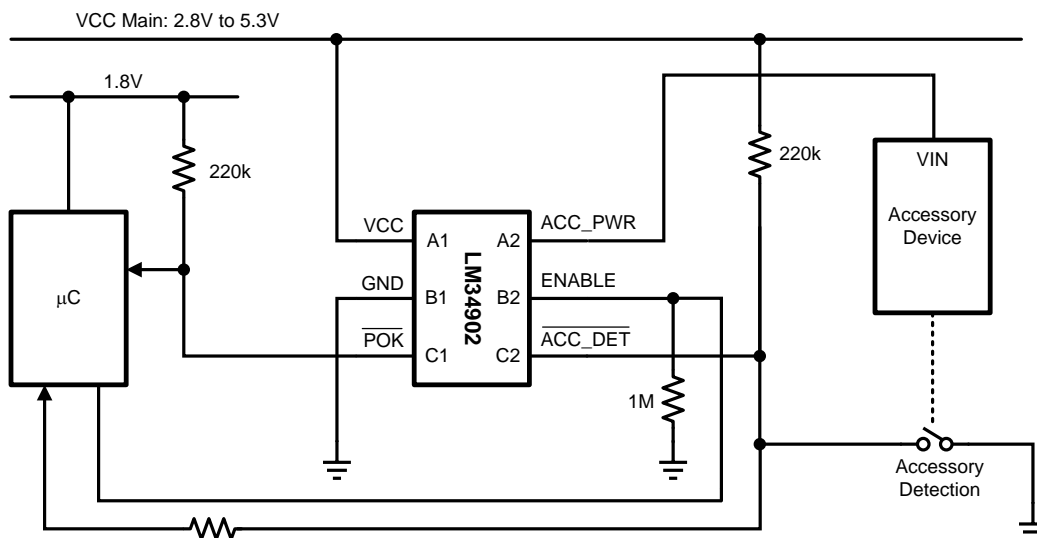 VCC Main: 2.8V to 5.3V
1.8V
220k
220k
VIN
Accessory
Device
μC
VCC
A1
A2
ACC_PWR
GND
B1
B2
ENABLE
POK
C1
C2
ACC_DET
LM34902
1M
Accessory
Detection